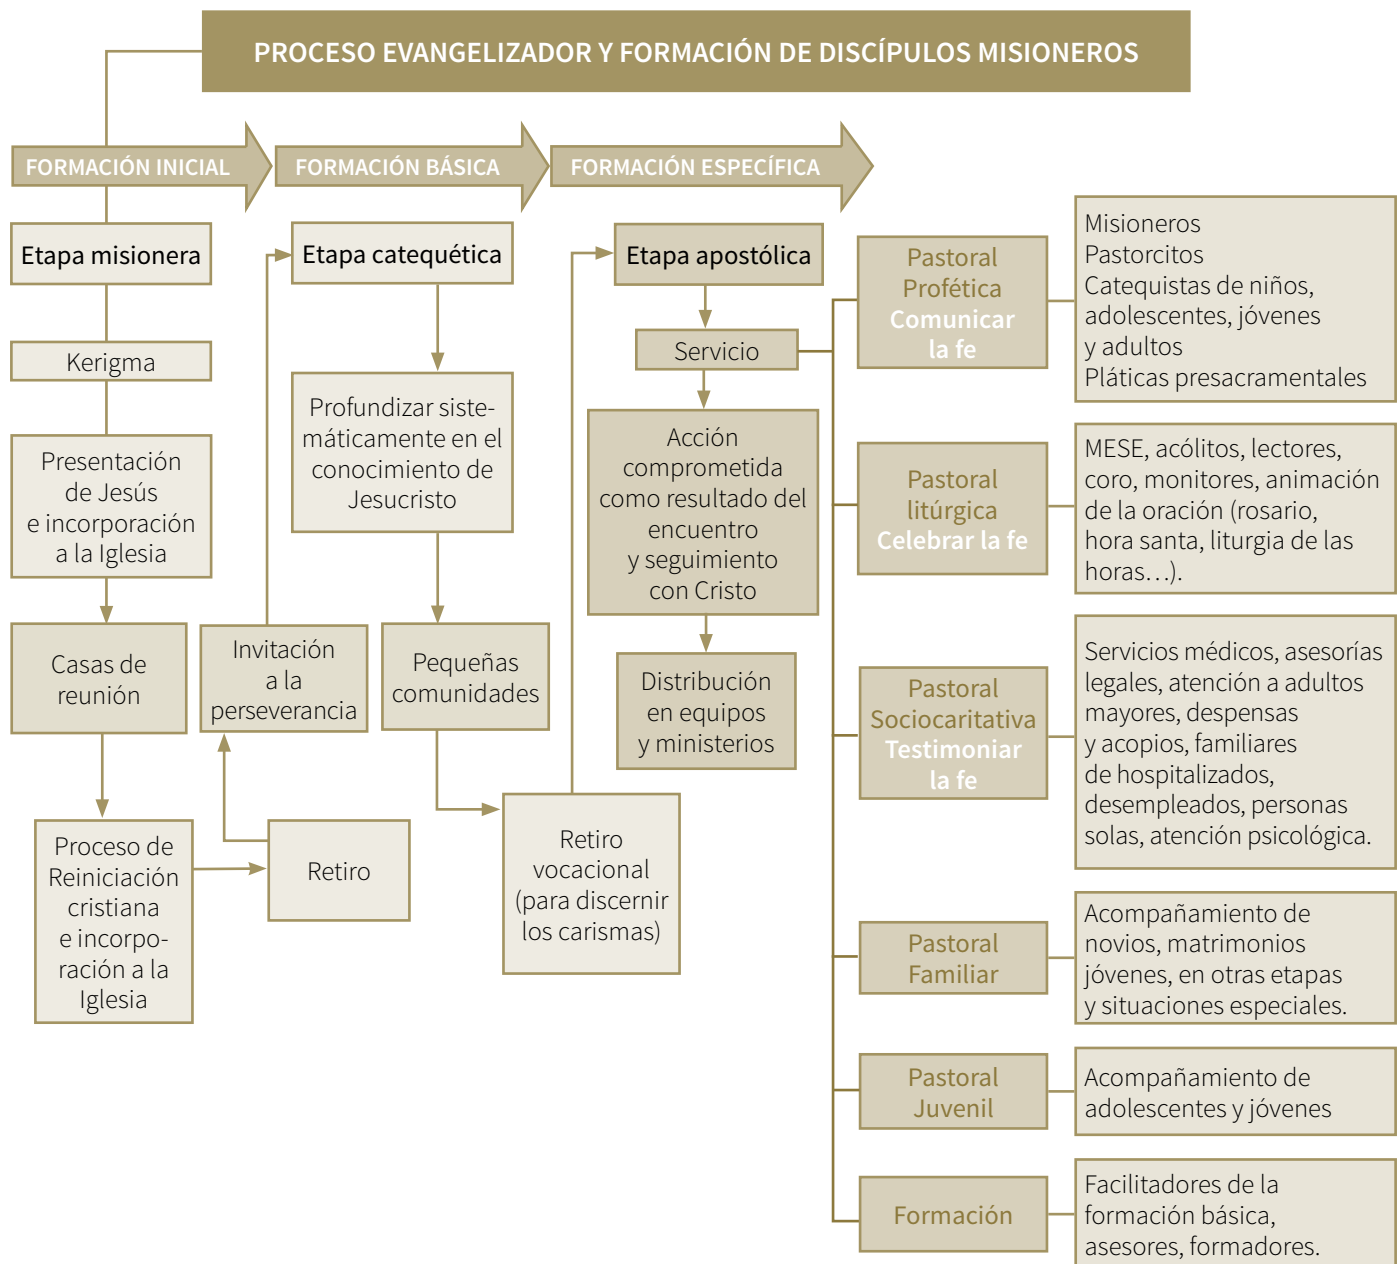 PROCESO EVANGELIZADOR Y FORMACIÓN DE DISCÍPULOS MISIONEROS
FORMACIÓN INICIAL
FORMACIÓN BÁSICA
FORMACIÓN ESPECÍFICA
Etapa misionera
Kerigma
Presentación
de Jesús
e incorporación
a la Iglesia
Casas de
reunión
Proceso de
Reiniciación
cristiana
e incorpo-
ración a la
Iglesia
Retiro
Invitación
a la
perseverancia
Etapa catequética
Profundizar siste-
máticamente en el
conocimiento de
Jesucristo
Pequeñas
comunidades
Retiro
vocacional
(para discernir
los carismas)
Etapa apostólica
Servicio
Acción
comprometida
como resultado del
encuentro
y seguimiento
con Cristo
Distribución
en equipos
y ministerios
Pastoral
Profética
Comunicar
la fe
Misioneros
Pastorcitos
Catequistas de niños,
adolescentes, jóvenes
y adultos
Pláticas presacramentales
Pastoral
litúrgica
Celebrar la fe
MESE, acólitos, lectores,
coro, monitores, animación
de la oración (rosario,
hora santa, liturgia de las
horas…).
Pastoral
Sociocaritativa
Testimoniar
la fe
Servicios médicos, asesorías
legales, atención a adultos
mayores, despensas
y acopios, familiares
de hospitalizados,
desempleados, personas
solas, atención psicológica.
Pastoral
Familiar
Acompañamiento de
novios, matrimonios
jóvenes, en otras etapas
y situaciones especiales.
Pastoral
Juvenil
Acompañamiento de
adolescentes y jóvenes
Formación
Facilitadores de la
formación básica,
asesores, formadores.